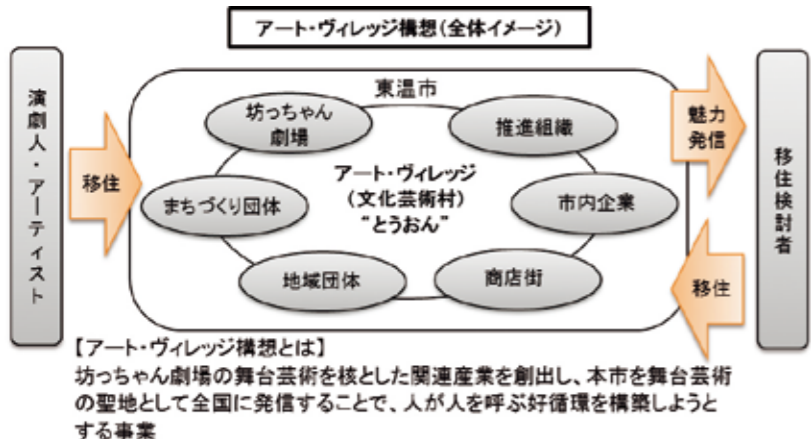 アート・ヴィレッジ構想(全体イメージ)
演劇人・アーティスト
移住
東温市
坊っちゃん
劇場
推進組織
まちづくり団体
アート・ヴィレッジ
(文化芸術村)
“とうおん”
市内企業
地域団体
商店街
魅力
発信
移住
移住検討者
【アート・ヴィレッジ構想とは】
坊っちゃん劇場の舞台芸術を核とした関連産業を創出し、本市を舞台芸術
の聖地として全国に発信することで、人が人を呼ぶ好循環を構築しようと
する事業